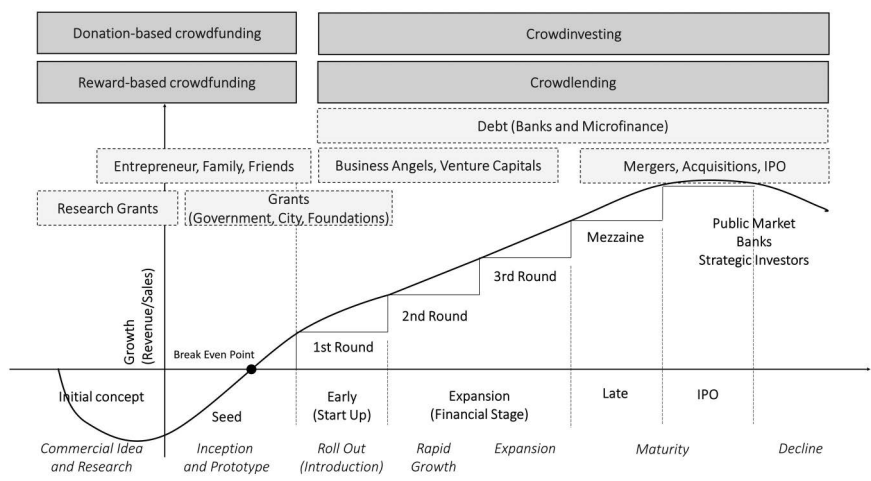 Donation-based crowdfunding
Crowdinvesting
Reward-based crowdfunding
Crowdlending
Debt (Banks and Microfinance)
Entrepreneur, Family, Friends
Business Angels, Venture Capitals
Mergers, Acquisitions, IPO
Research Grants
Grants
(Government, City, Foundations)
Public Market
Banks
Strategic Investors
Mezzaine
3rd Round
2nd Round
1st Round
Growth
(Revenue/Sales)
Break Even Point
Initial concept
Seed
Early
(Start Up)
Expansion
(Financial Stage)
Late
IPO
Commercial Idea
and Research
Inception
and Prototype
Roll Out
(Introduction)
Rapid
Growth
Expansion
Maturity
Decline